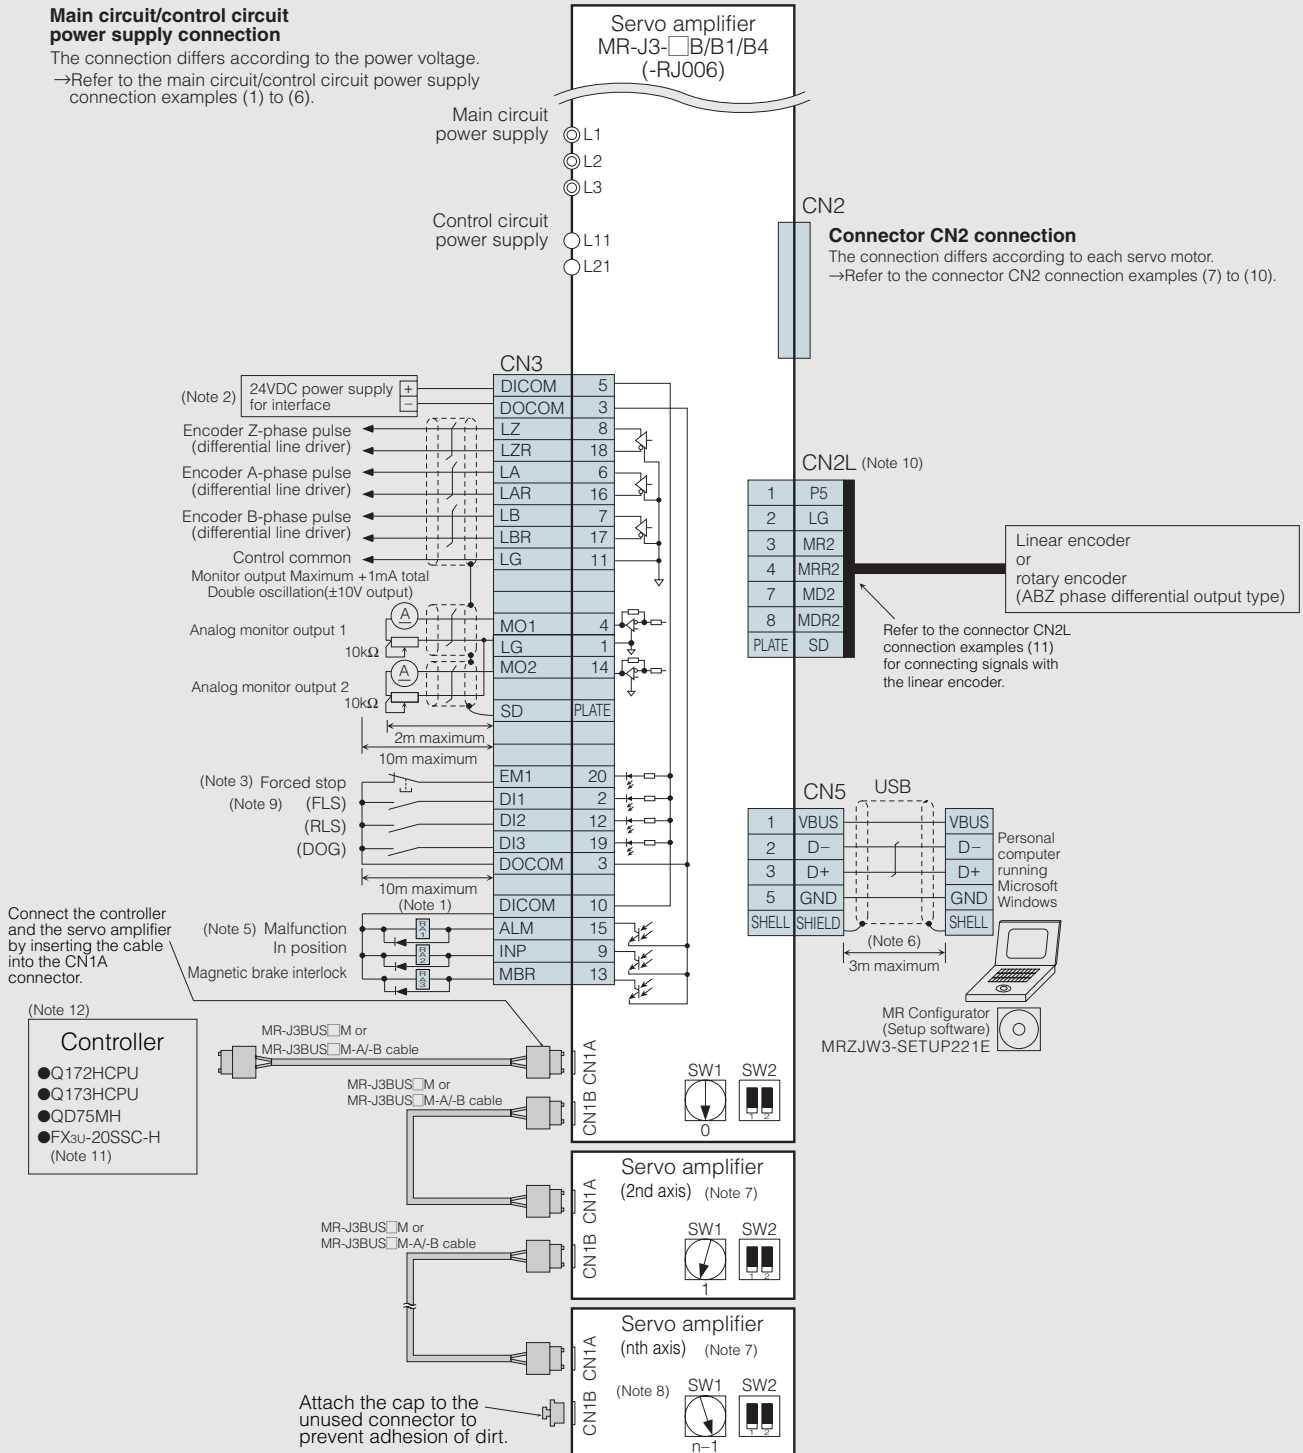 Main circuit/control circuit
power supply connection
The connection differs according to the power voltage.
→Refer to the main circuit/control circuit power supply
connection examples (1) to (6).
Servo amplifier
MR-J3-□B/B1/B4
(-RJ006)
Main circuit
power supply
L1
L2
L3
Control circuit
power supply
L11
L21
CN2
Connector CN2 connection
The connection differs according to each servo motor.
→Refer to the connector CN2 connection examples (7) to (10).
CN3
(Note 2)
24VDC power supply
for interface
+
−
DICOM 5
DOCOM 3
Encoder Z-phase pulse
(differential line driver)
LZ 8
LZR 18
Encoder A-phase pulse
(differential line driver)
LA 6
LAR 16
Encoder B-phase pulse
(differential line driver)
LB 7
LBR 17
Control common
LG 11
Monitor output Maximum +1mA total
Double oscillation(±10V output)
A
Analog monitor output 1
10kΩ
MO1 4
LG 1
A
MO2 14
Analog monitor output 2
10kΩ
SD PLATE
2m maximum
10m maximum
(Note 3) Forced stop
EM1 20
(Note 9) (FLS)
DI1 2
(RLS)
DI2 12
(DOG)
DI3 19
DOCOM 3
10m maximum
(Note 1)
DICOM 10
(Note 5) Malfunction
RA1
ALM 15
In position
RA2
INP 9
Magnetic brake interlock
RA3
MBR 13
CN2L (Note 10)
1 P5
2 LG
3 MR2
4 MRR2
7 MD2
8 MDR2
PLATE SD
Linear encoder
or
rotary encoder
(ABZ phase differential output type)
Refer to the connector CN2L
connection examples (11)
for connecting signals with
the linear encoder.
CN5
USB
1 VBUS VBUS
2 D− D−
3 D+ D+
5 GND GND
SHELL SHIELD SHELL
Personal
computer
running
Microsoft
Windows
(Note 6)
3m maximum
MR Configurator
(Setup software)
MRZJW3-SETUP221E
Connect the controller
and the servo amplifier
by inserting the cable
into the CN1A
connector.
(Note 12)
Controller
●Q172HCPU
●Q173HCPU
●QD75MH
●FX3U-20SSC-H
(Note 11)
MR-J3BUS□M or
MR-J3BUS□M-A/-B cable
CN1A
MR-J3BUS□M or
MR-J3BUS□M-A/-B cable
CN1B
SW1
SW2
0
1 2
Servo amplifier
(2nd axis) (Note 7)
CN1A
MR-J3BUS□M or
MR-J3BUS□M-A/-B cable
CN1B
SW1
SW2
1
1 2
Servo amplifier
(nth axis) (Note 7)
CN1A
CN1B
(Note 8)
SW1
SW2
n−1
1 2
Attach the cap to the
unused connector to
prevent adhesion of dirt.